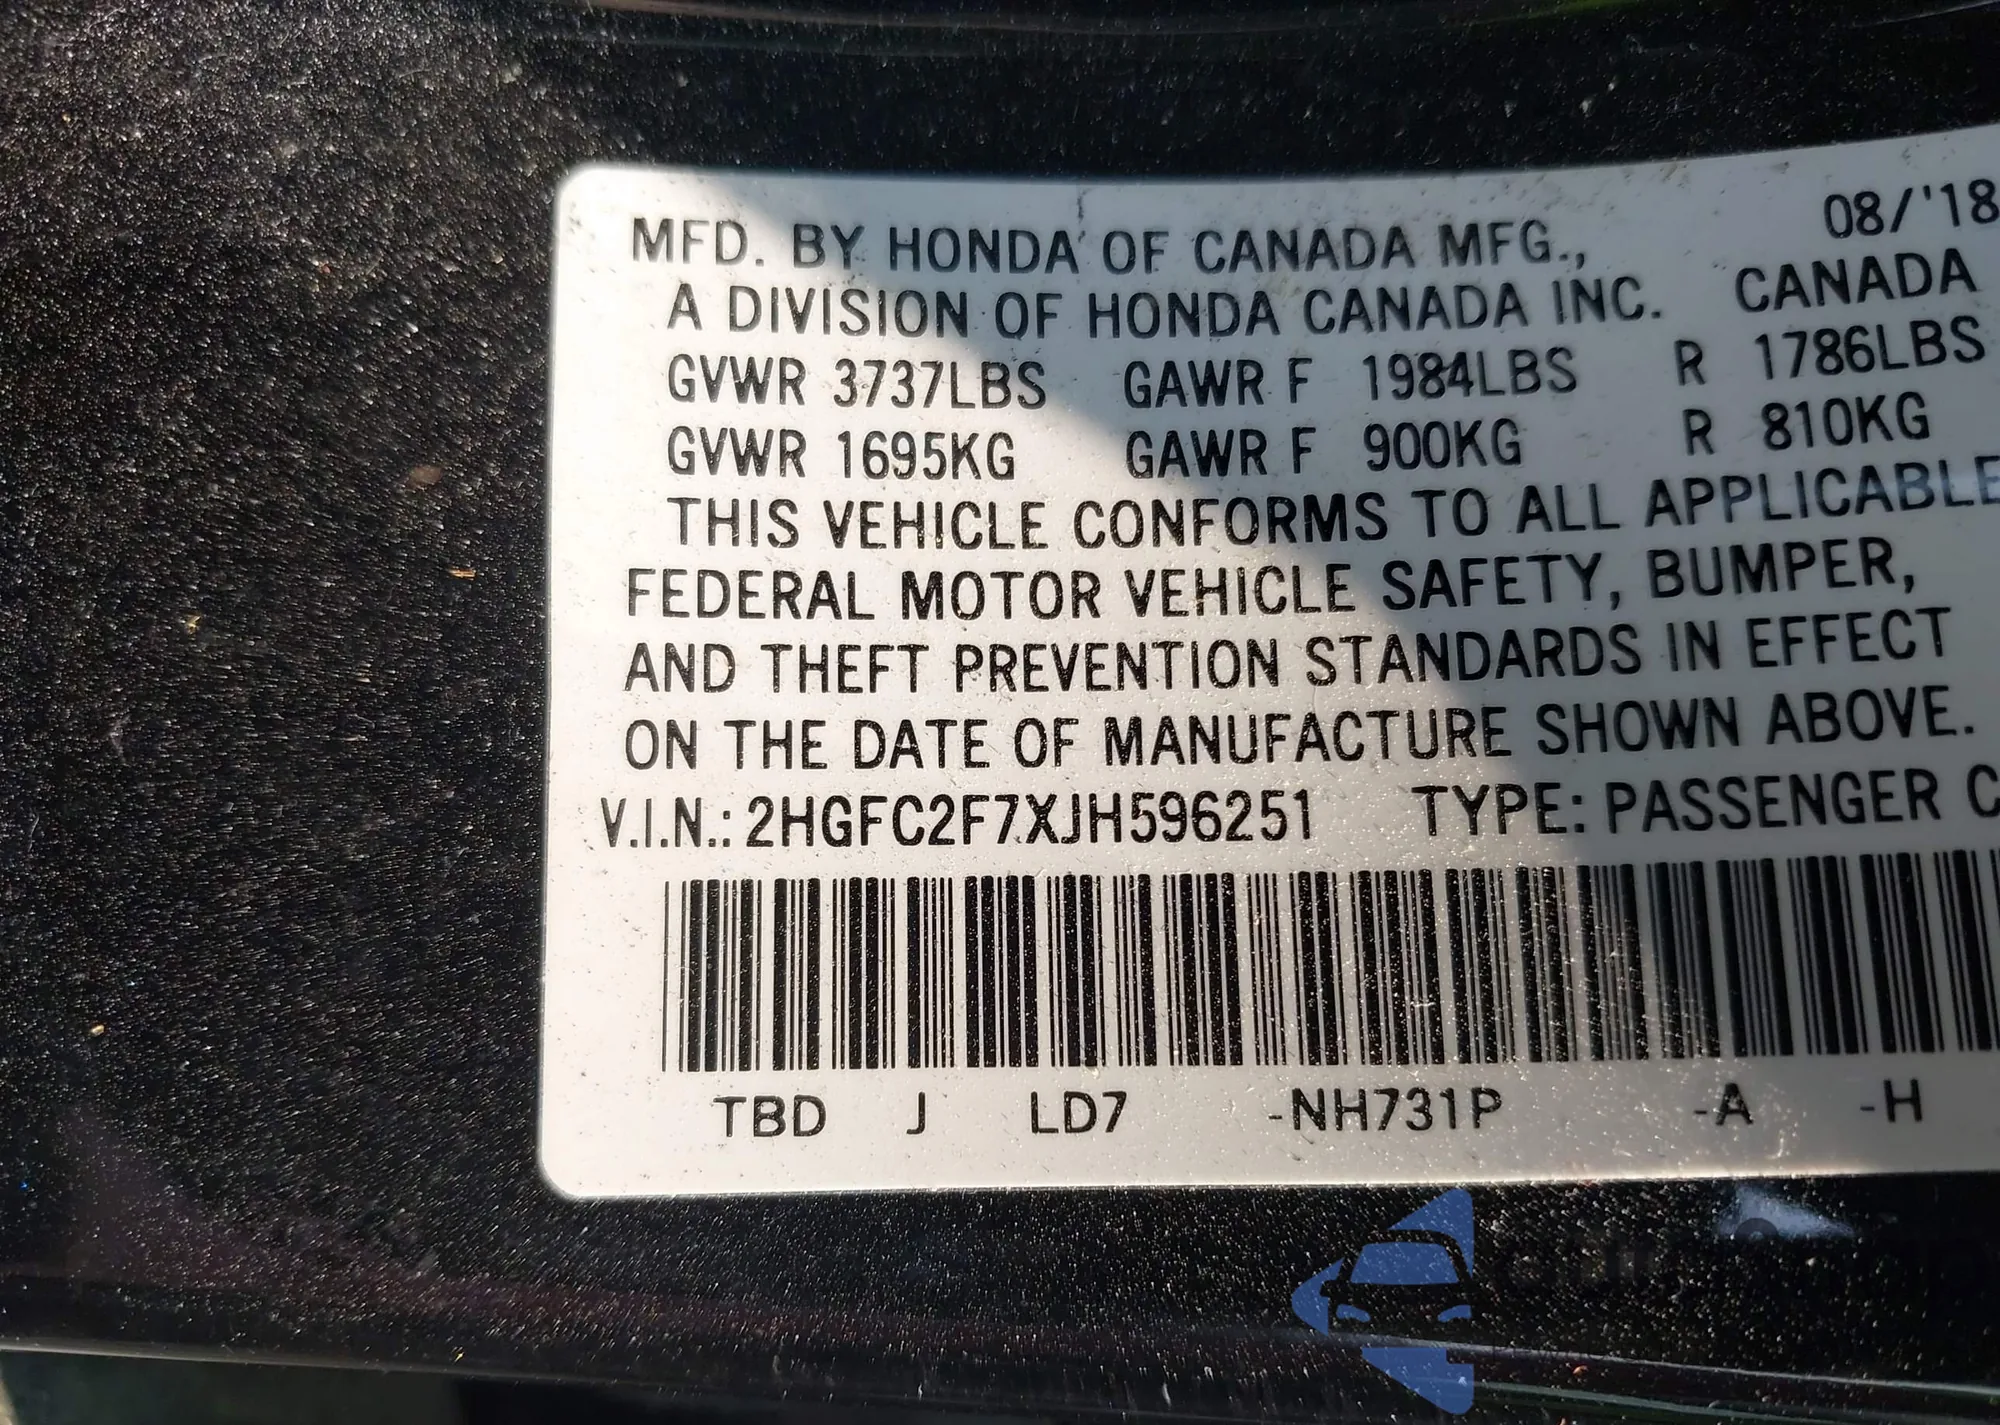 08/'18
MFD. BY HONDA OF CANADA MFG.,
A DIVISION OF HONDA CANADA INC. CANADA
GVWR 3737LBS GAWR F 1984LBS R 1786LBS
GVWR 1695KG GAWR F 900KG R 810KG
THIS VEHICLE CONFORMS TO ALL APPLICABLE
FEDERAL MOTOR VEHICLE SAFETY, BUMPER,
AND THEFT PREVENTION STANDARDS IN EFFECT
ON THE DATE OF MANUFACTURE SHOWN ABOVE.
V.I.N.: 2HGFC2F7XJH596251 TYPE: PASSENGER C
TBD J LD7 -NH731P -A -H